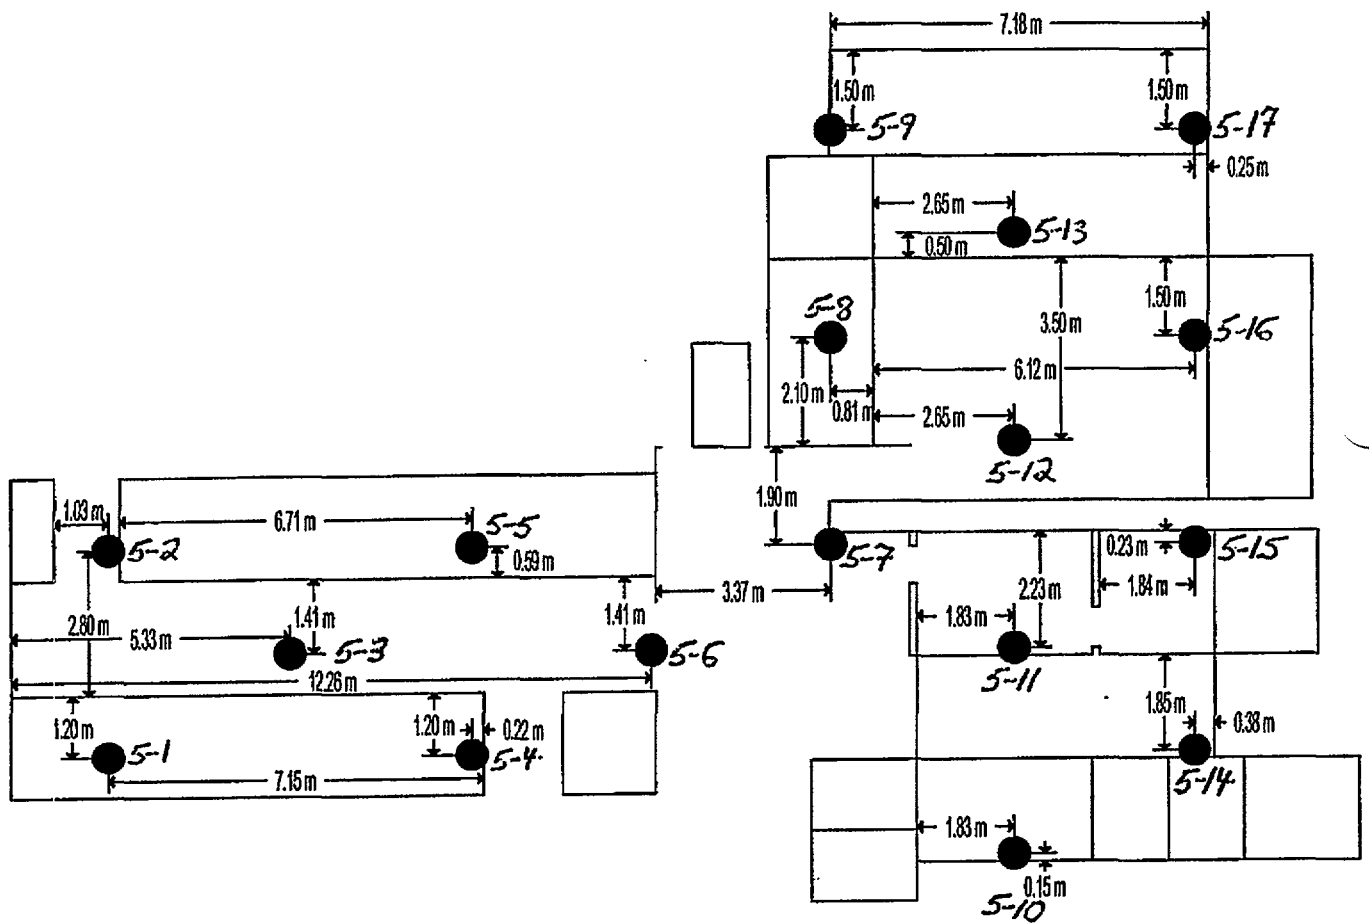 7.18 m
1.50 m
1.50 m
5-9
5-17
0.25 m
2.65 m
5-13
0.50 m
5-8
1.50 m
3.50 m
5-16
6.12 m
2.10 m
0.81 m
2.65 m
5-12
1.90 m
1.03 m
6.71 m
5-5
5-2
0.59 m
5-7
0.23 m
5-15
2.23 m
1.84 m
3.37 m
1.41 m
1.41 m
2.80 m
5.33 m
5-3
5-6
1.83 m
12.26 m
5-11
1.20 m
1.20 m
0.22 m
1.85 m
0.38 m
5-1
5-4
7.15 m
5-14
1.83 m
0.15 m
5-10